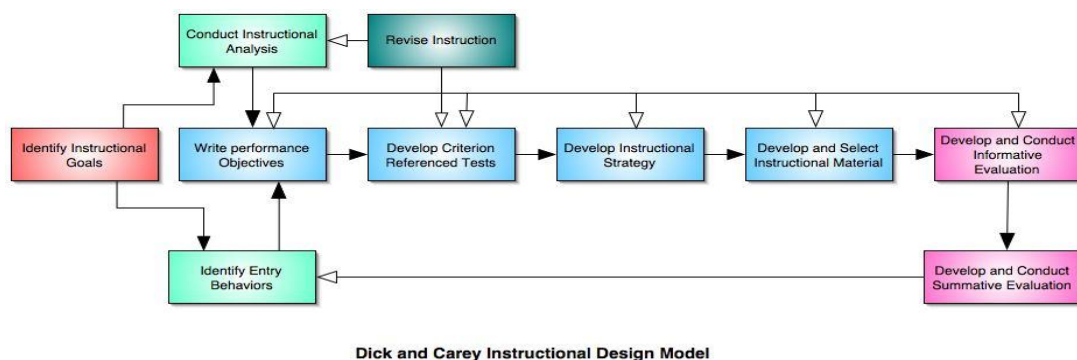 Conduct Instructional
Analysis
Revise Instruction
Identify Instructional
Goals
Write performance
Objectives
Develop Criterion
Referenced Tests
Develop Instructional
Strategy
Develop and Select
Instructional Material
Develop and Conduct
Informative
Evaluation
Identify Entry
Behaviors
Develop and Conduct
Summative Evaluation
Dick and Carey Instructional Design Model